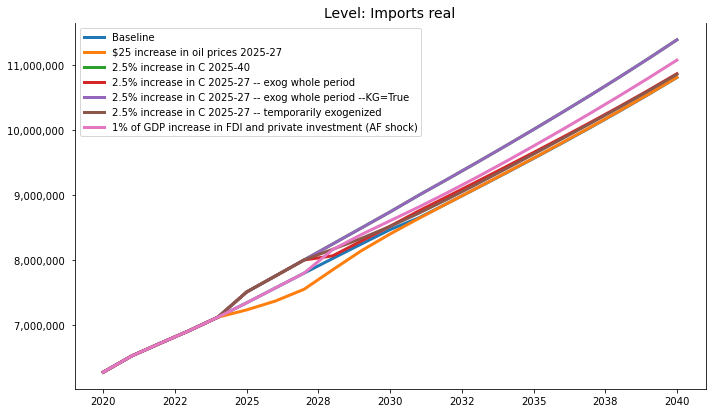 Level: Imports real
Baseline
$25 increase in oil prices 2025-27
2.5% increase in C 2025-40
2.5% increase in C 2025-27 -- exog whole period
2.5% increase in C 2025-27 -- exog whole period --KG=True
2.5% increase in C 2025-27 -- temporarily exogenized
1% of GDP increase in FDI and private investment (AF shock)
11,000,000
10,000,000
9,000,000
8,000,000
7,000,000
2020 2022 2025 2028 2030 2032 2035 2038 2040